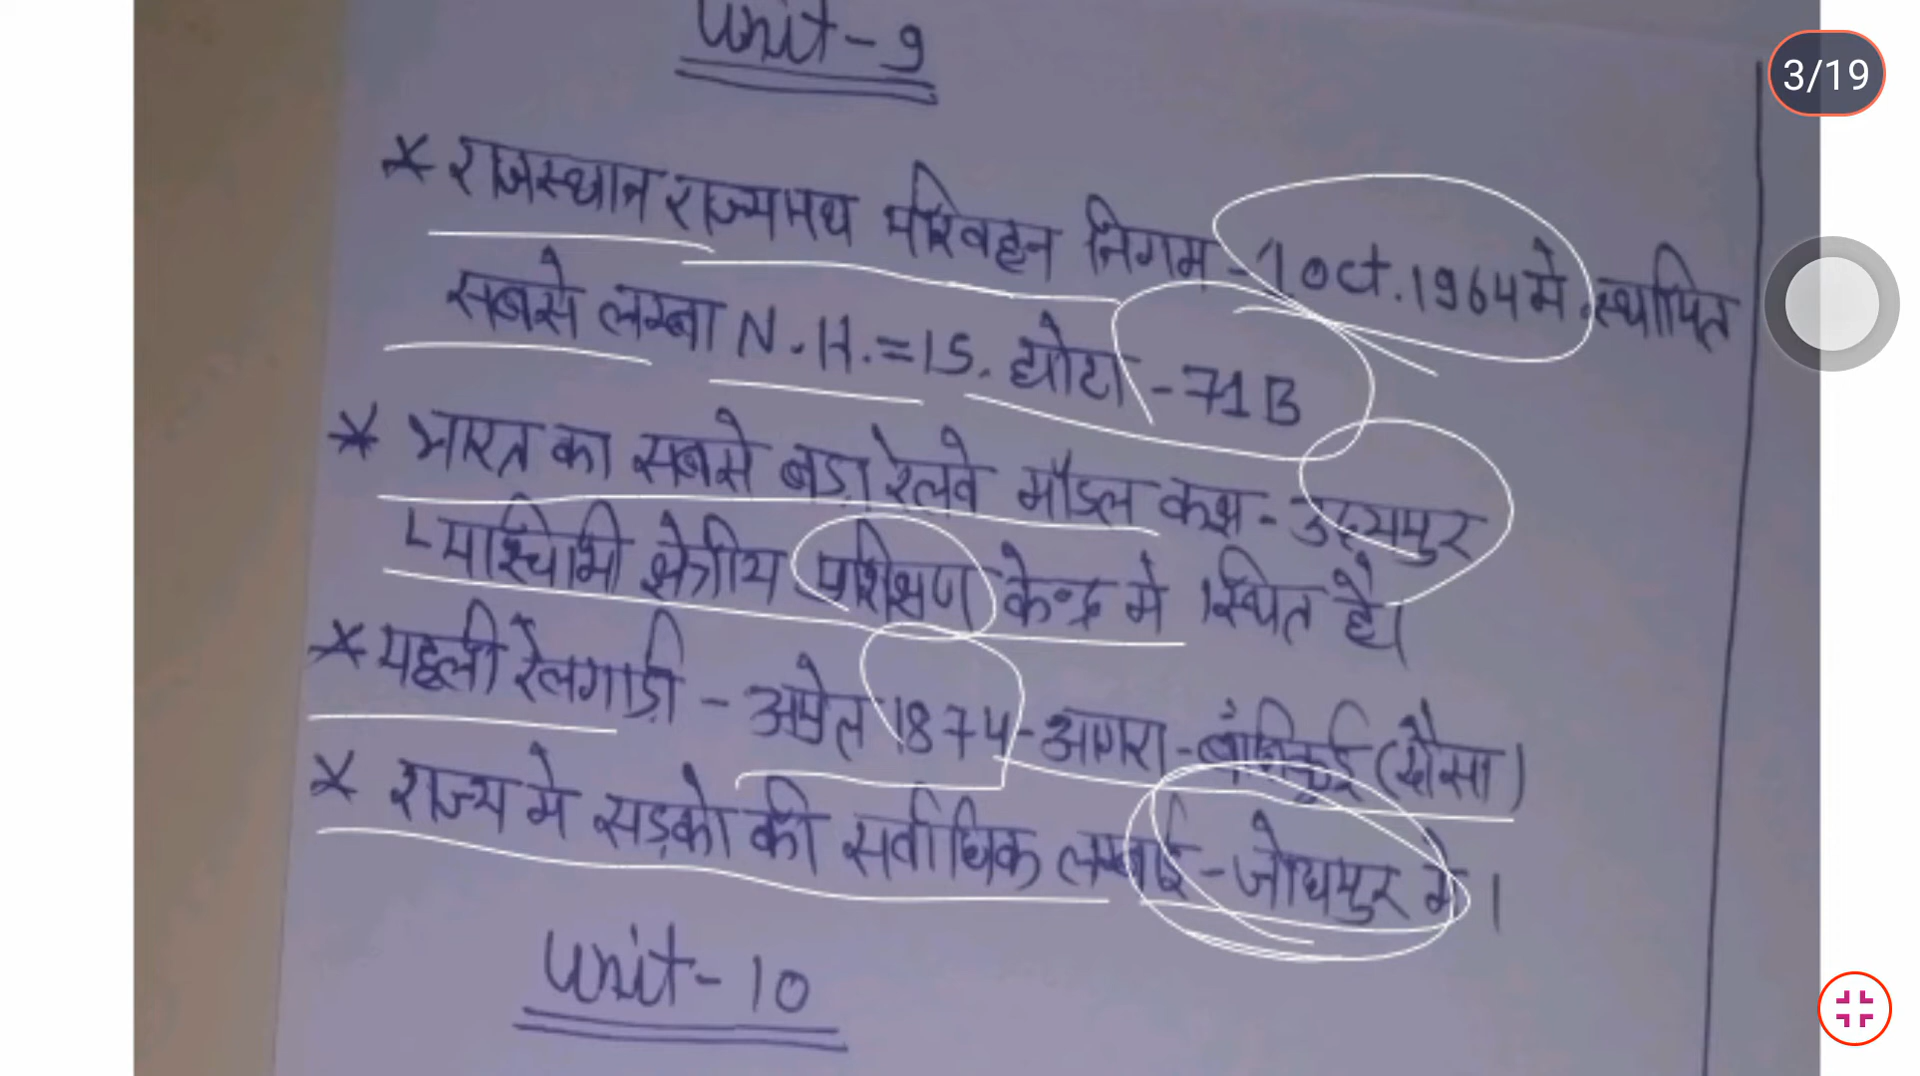 Unit - 9
3/19
* राजस्थान राज्यपथ परिवहन निगम - 1 oct. 1964 मे स्थापित
सबसे लम्बा N.H. = 15. छोटा - 71B
* भारत का सबसे बड़ा रेलवे मॉडल कक्ष - उदयपुर
पश्चिमी क्षेत्रीय प्रशिक्षण केन्द्र मे स्थित है।
* पहली रेलगाड़ी - अप्रेल 1874 - आगरा - बांदिकुई (दौसा)
* राज्य मे सड़को की सर्वाधिक लम्बाई - जोधपुर मे।
Unit - 10